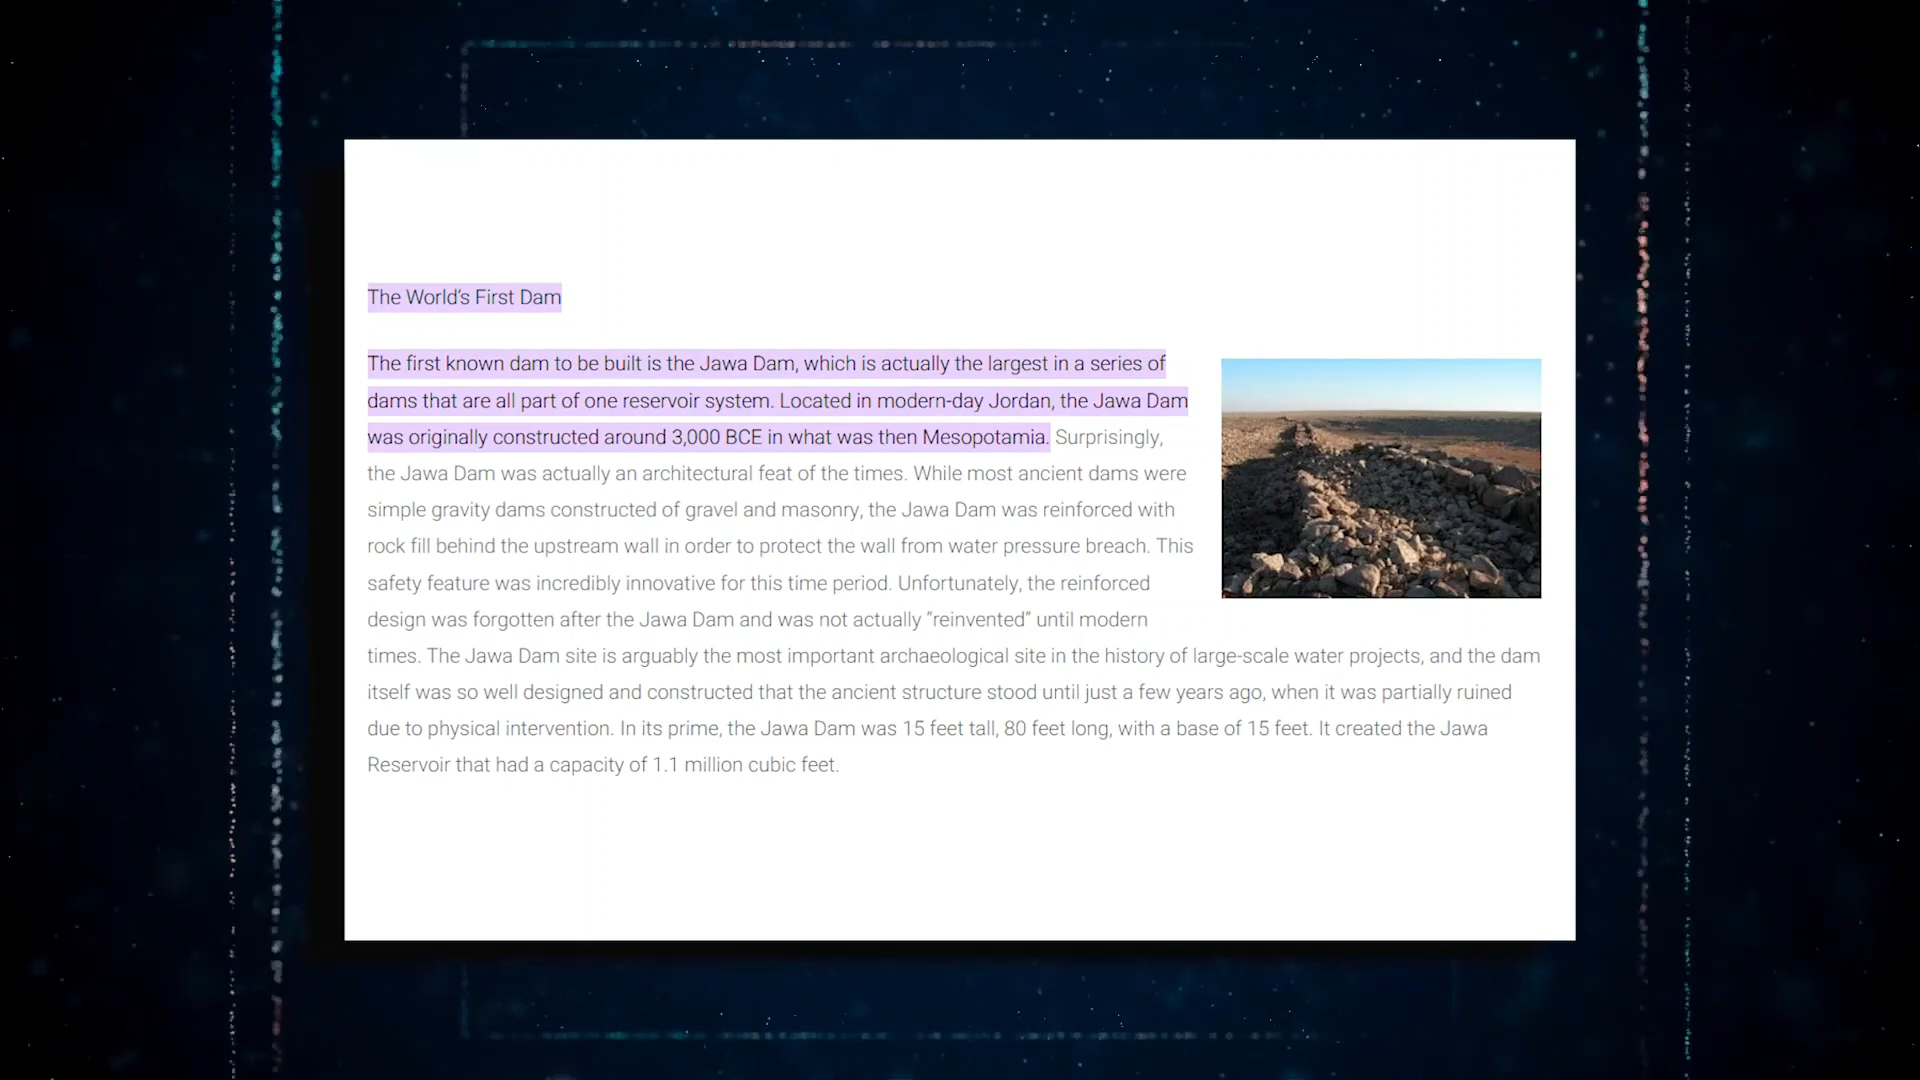 The World’s First Dam
The first known dam to be built is the Jawa Dam, which is actually the largest in a series of
dams that are all part of one reservoir system. Located in modern-day Jordan, the Jawa Dam
was originally constructed around 3,000 BCE in what was then Mesopotamia. Surprisingly,
the Jawa Dam was actually an architectural feat of the times. While most ancient dams were
simple gravity dams constructed of gravel and masonry, the Jawa Dam was reinforced with
rock fill behind the upstream wall in order to protect the wall from water pressure breach. This
safety feature was incredibly innovative for this time period. Unfortunately, the reinforced
design was forgotten after the Jawa Dam and was not actually “reinvented” until modern
times. The Jawa Dam site is arguably the most important archaeological site in the history of large-scale water projects, and the dam
itself was so well designed and constructed that the ancient structure stood until just a few years ago, when it was partially ruined
due to physical intervention. In its prime, the Jawa Dam was 15 feet tall, 80 feet long, with a base of 15 feet. It created the Jawa
Reservoir that had a capacity of 1.1 million cubic feet.